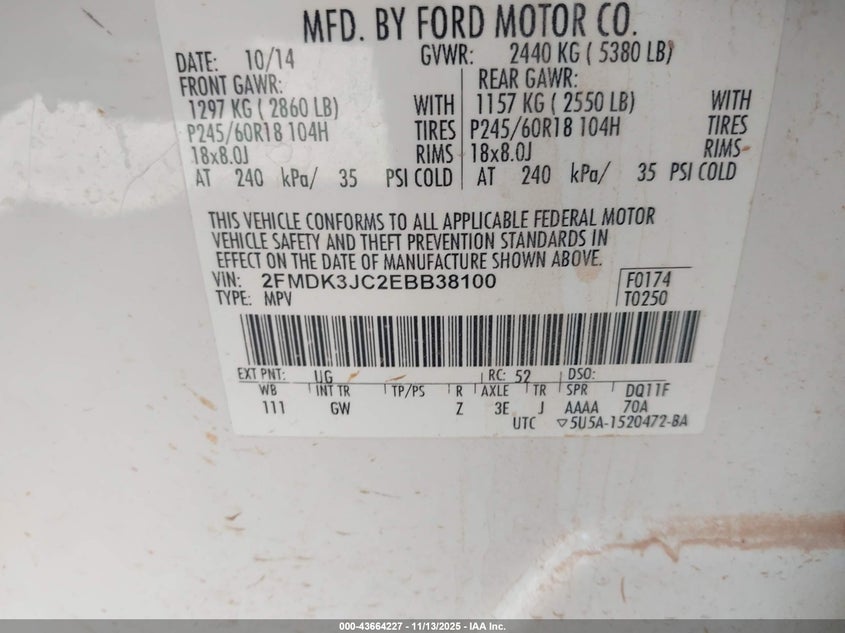 MFD. BY FORD MOTOR CO.
DATE: 10/14 GVWR: 2440 KG ( 5380 LB)
FRONT GAWR: REAR GAWR:
1297 KG ( 2860 LB) WITH 1157 KG ( 2550 LB) WITH
P245/60R18 104H TIRES P245/60R18 104H TIRES
18x8.0J RIMS 18x8.0J RIMS
AT 240 kPa/ 35 PSI COLD AT 240 kPa/ 35 PSI COLD
THIS VEHICLE CONFORMS TO ALL APPLICABLE FEDERAL MOTOR
VEHICLE SAFETY AND THEFT PREVENTION STANDARDS IN
EFFECT ON THE DATE OF MANUFACTURE SHOWN ABOVE.
VIN: 2FMDK3JC2EBB38100 F0174
TYPE: MPV T0250
EXT PNT: UG RC: 52 DSO:
WB INT TR TP/PS R AXLE TR SPR DQ11F
111 GW Z 3E J AAAA 70A
UTC ▽5U5A-1520472-BA
000-43664227 - 11/13/2025 - IAA Inc.